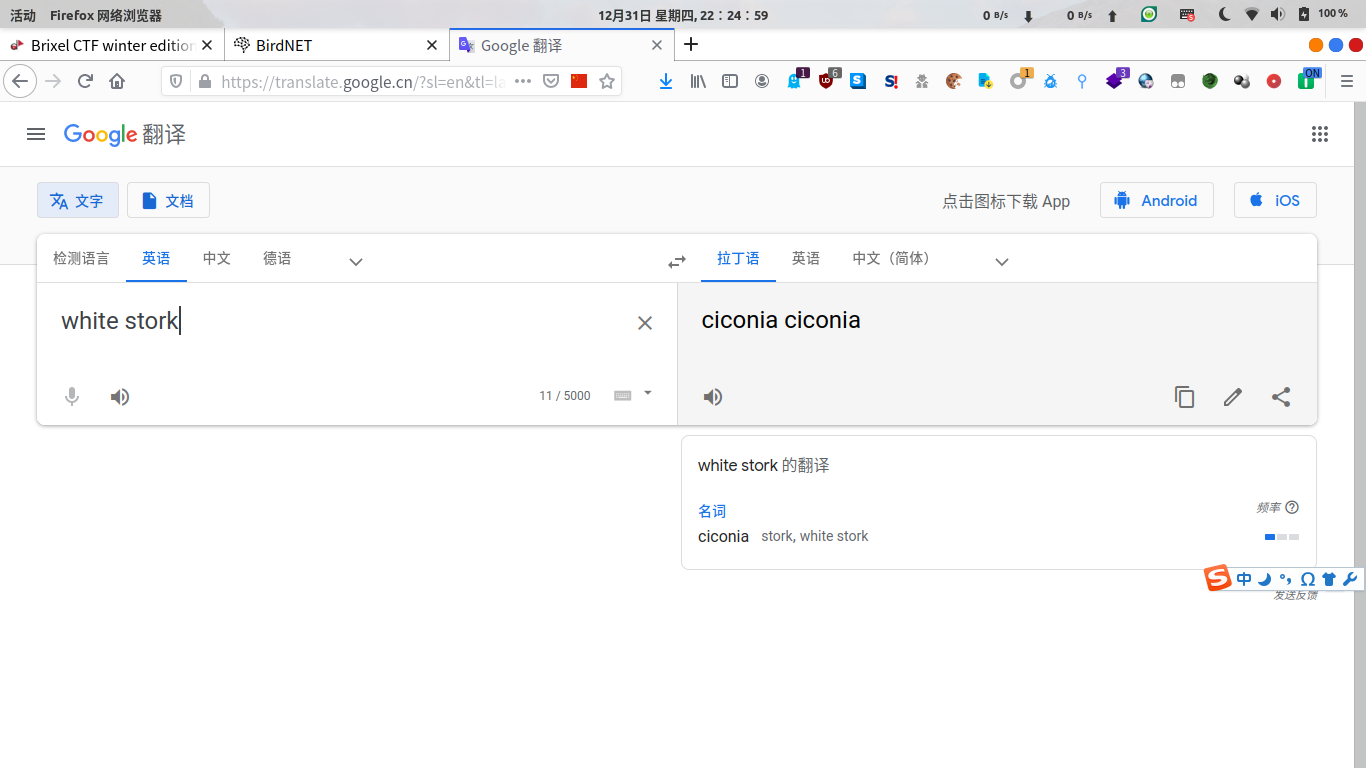 活动 Firefox 网络浏览器 12月31日 星期四, 22：24：59 0 B/s 0 B/s 100 %
Brixel CTF winter edition BirdNET Google 翻译
https://translate.google.cn/?sl=en&tl=la 1 6 S! 1 3 ON
Google 翻译
文字 文档 点击图标下载 App Android iOS
检测语言 英语 中文 德语 拉丁语 英语 中文（简体）
white stork ciconia ciconia
11 / 5000
white stork 的翻译
名词 频率
ciconia stork, white stork
S 中
发送反馈